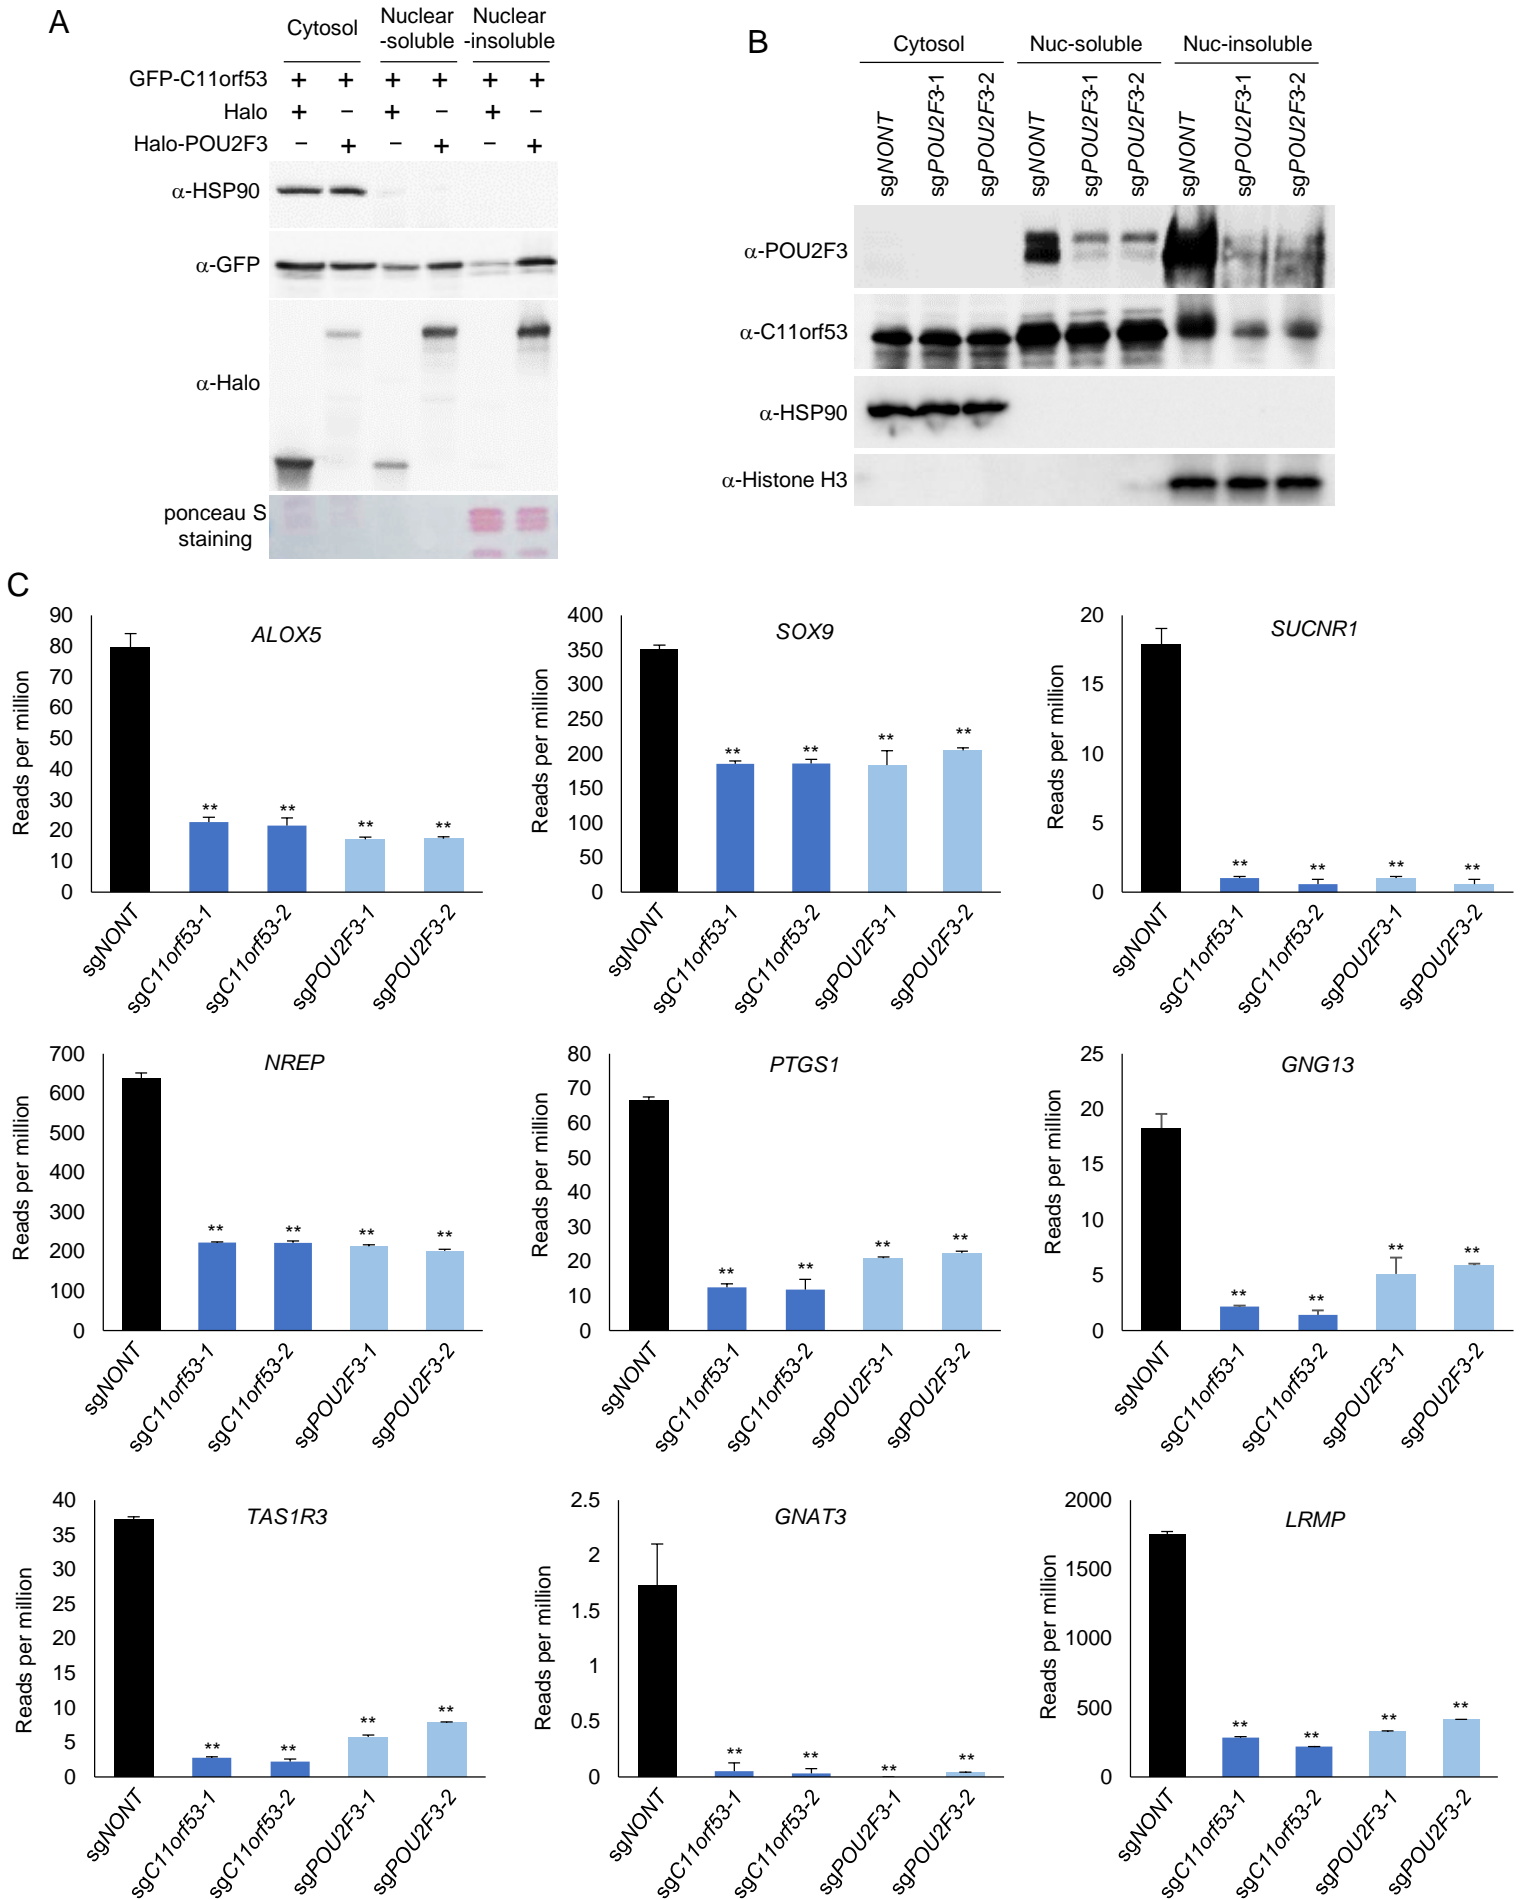 A
Cytosol
Nuclear
-soluble
Nuclear
-insoluble
GFP-C11orf53 + + + + + +
Halo + − + − + −
Halo-POU2F3 − + − + − +
α-HSP90
α-GFP
α-Halo
ponceau S
staining
B
Cytosol Nuc-soluble Nuc-insoluble
sgNONT sgPOU2F3-1 sgPOU2F3-2 sgNONT sgPOU2F3-1 sgPOU2F3-2 sgNONT sgPOU2F3-1 sgPOU2F3-2
α-POU2F3
α-C11orf53
α-HSP90
α-Histone H3
C
ALOX5
Reads per million
90
80
70
60
50
40
30
20
10
0
** ** ** **
sgNONT sgC11orf53-1 sgC11orf53-2 sgPOU2F3-1 sgPOU2F3-2
SOX9
Reads per million
400
350
300
250
200
150
100
50
0
** ** ** **
sgNONT sgC11orf53-1 sgC11orf53-2 sgPOU2F3-1 sgPOU2F3-2
SUCNR1
Reads per million
20
15
10
5
0
** ** ** **
sgNONT sgC11orf53-1 sgC11orf53-2 sgPOU2F3-1 sgPOU2F3-2
NREP
Reads per million
700
600
500
400
300
200
100
0
** ** ** **
sgNONT sgC11orf53-1 sgC11orf53-2 sgPOU2F3-1 sgPOU2F3-2
PTGS1
Reads per million
80
70
60
50
40
30
20
10
0
** ** ** **
sgNONT sgC11orf53-1 sgC11orf53-2 sgPOU2F3-1 sgPOU2F3-2
GNG13
Reads per million
25
20
15
10
5
0
** ** ** **
sgNONT sgC11orf53-1 sgC11orf53-2 sgPOU2F3-1 sgPOU2F3-2
TAS1R3
Reads per million
40
35
30
25
20
15
10
5
0
** ** ** **
sgNONT sgC11orf53-1 sgC11orf53-2 sgPOU2F3-1 sgPOU2F3-2
GNAT3
Reads per million
2.5
2
1.5
1
0.5
0
** ** ** **
sgNONT sgC11orf53-1 sgC11orf53-2 sgPOU2F3-1 sgPOU2F3-2
LRMP
Reads per million
2000
1500
1000
500
0
** ** ** **
sgNONT sgC11orf53-1 sgC11orf53-2 sgPOU2F3-1 sgPOU2F3-2